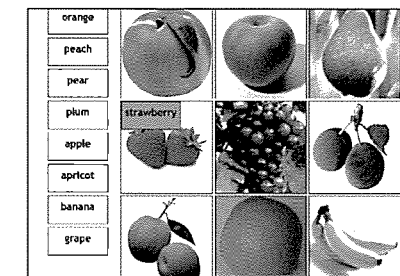 orange
peach
pear
plum
strawberry
apple
apricot
banana
grape